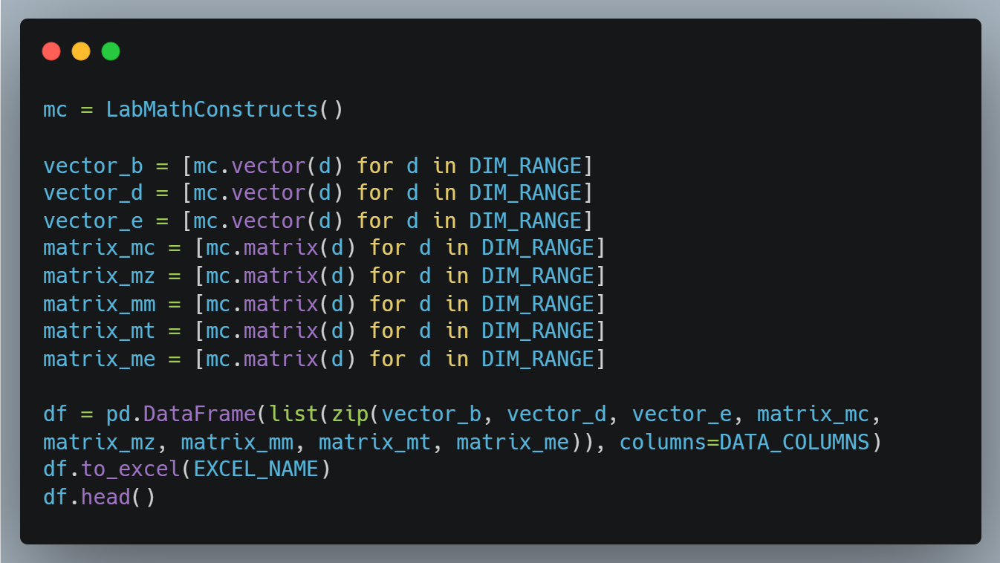 mc = LabMathConstructs()
vector_b = [mc.vector(d) for d in DIM_RANGE]
vector_d = [mc.vector(d) for d in DIM_RANGE]
vector_e = [mc.vector(d) for d in DIM_RANGE]
matrix_mc = [mc.matrix(d) for d in DIM_RANGE]
matrix_mz = [mc.matrix(d) for d in DIM_RANGE]
matrix_mm = [mc.matrix(d) for d in DIM_RANGE]
matrix_mt = [mc.matrix(d) for d in DIM_RANGE]
matrix_me = [mc.matrix(d) for d in DIM_RANGE]
df = pd.DataFrame(list(zip(vector_b, vector_d, vector_e, matrix_mc,
matrix_mz, matrix_mm, matrix_mt, matrix_me)), columns=DATA_COLUMNS)
df.to_excel(EXCEL_NAME)
df.head()